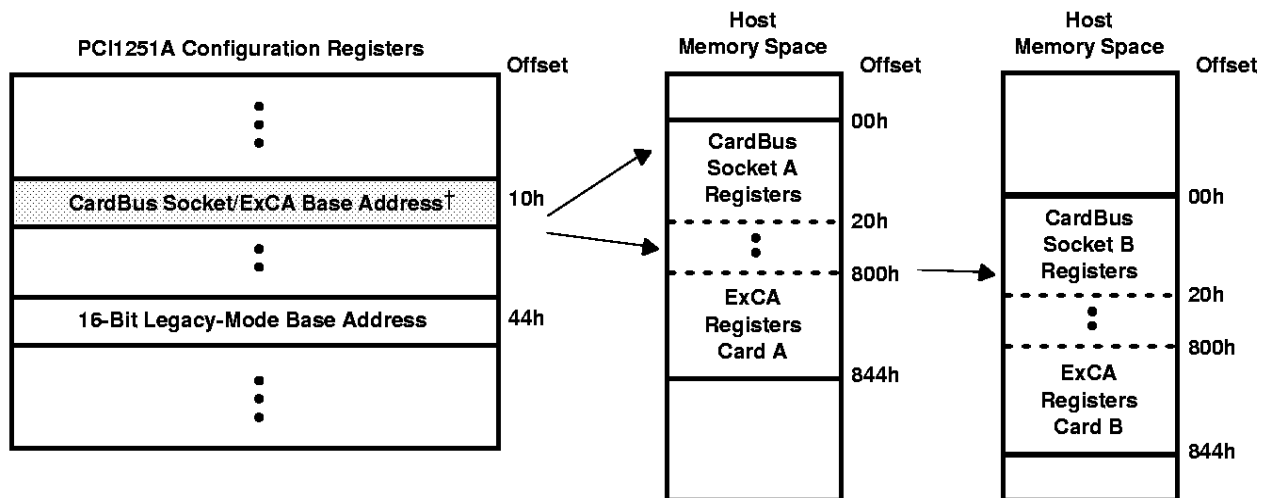 PCI1251A Configuration Registers
Offset
CardBus Socket/ExCA Base Address†
10h
16-Bit Legacy-Mode Base Address
44h
Host
Memory Space
Offset
00h
CardBus
Socket A
Registers
20h
800h
ExCA
Registers
Card A
844h
Host
Memory Space
Offset
00h
CardBus
Socket B
Registers
20h
800h
ExCA
Registers
Card B
844h